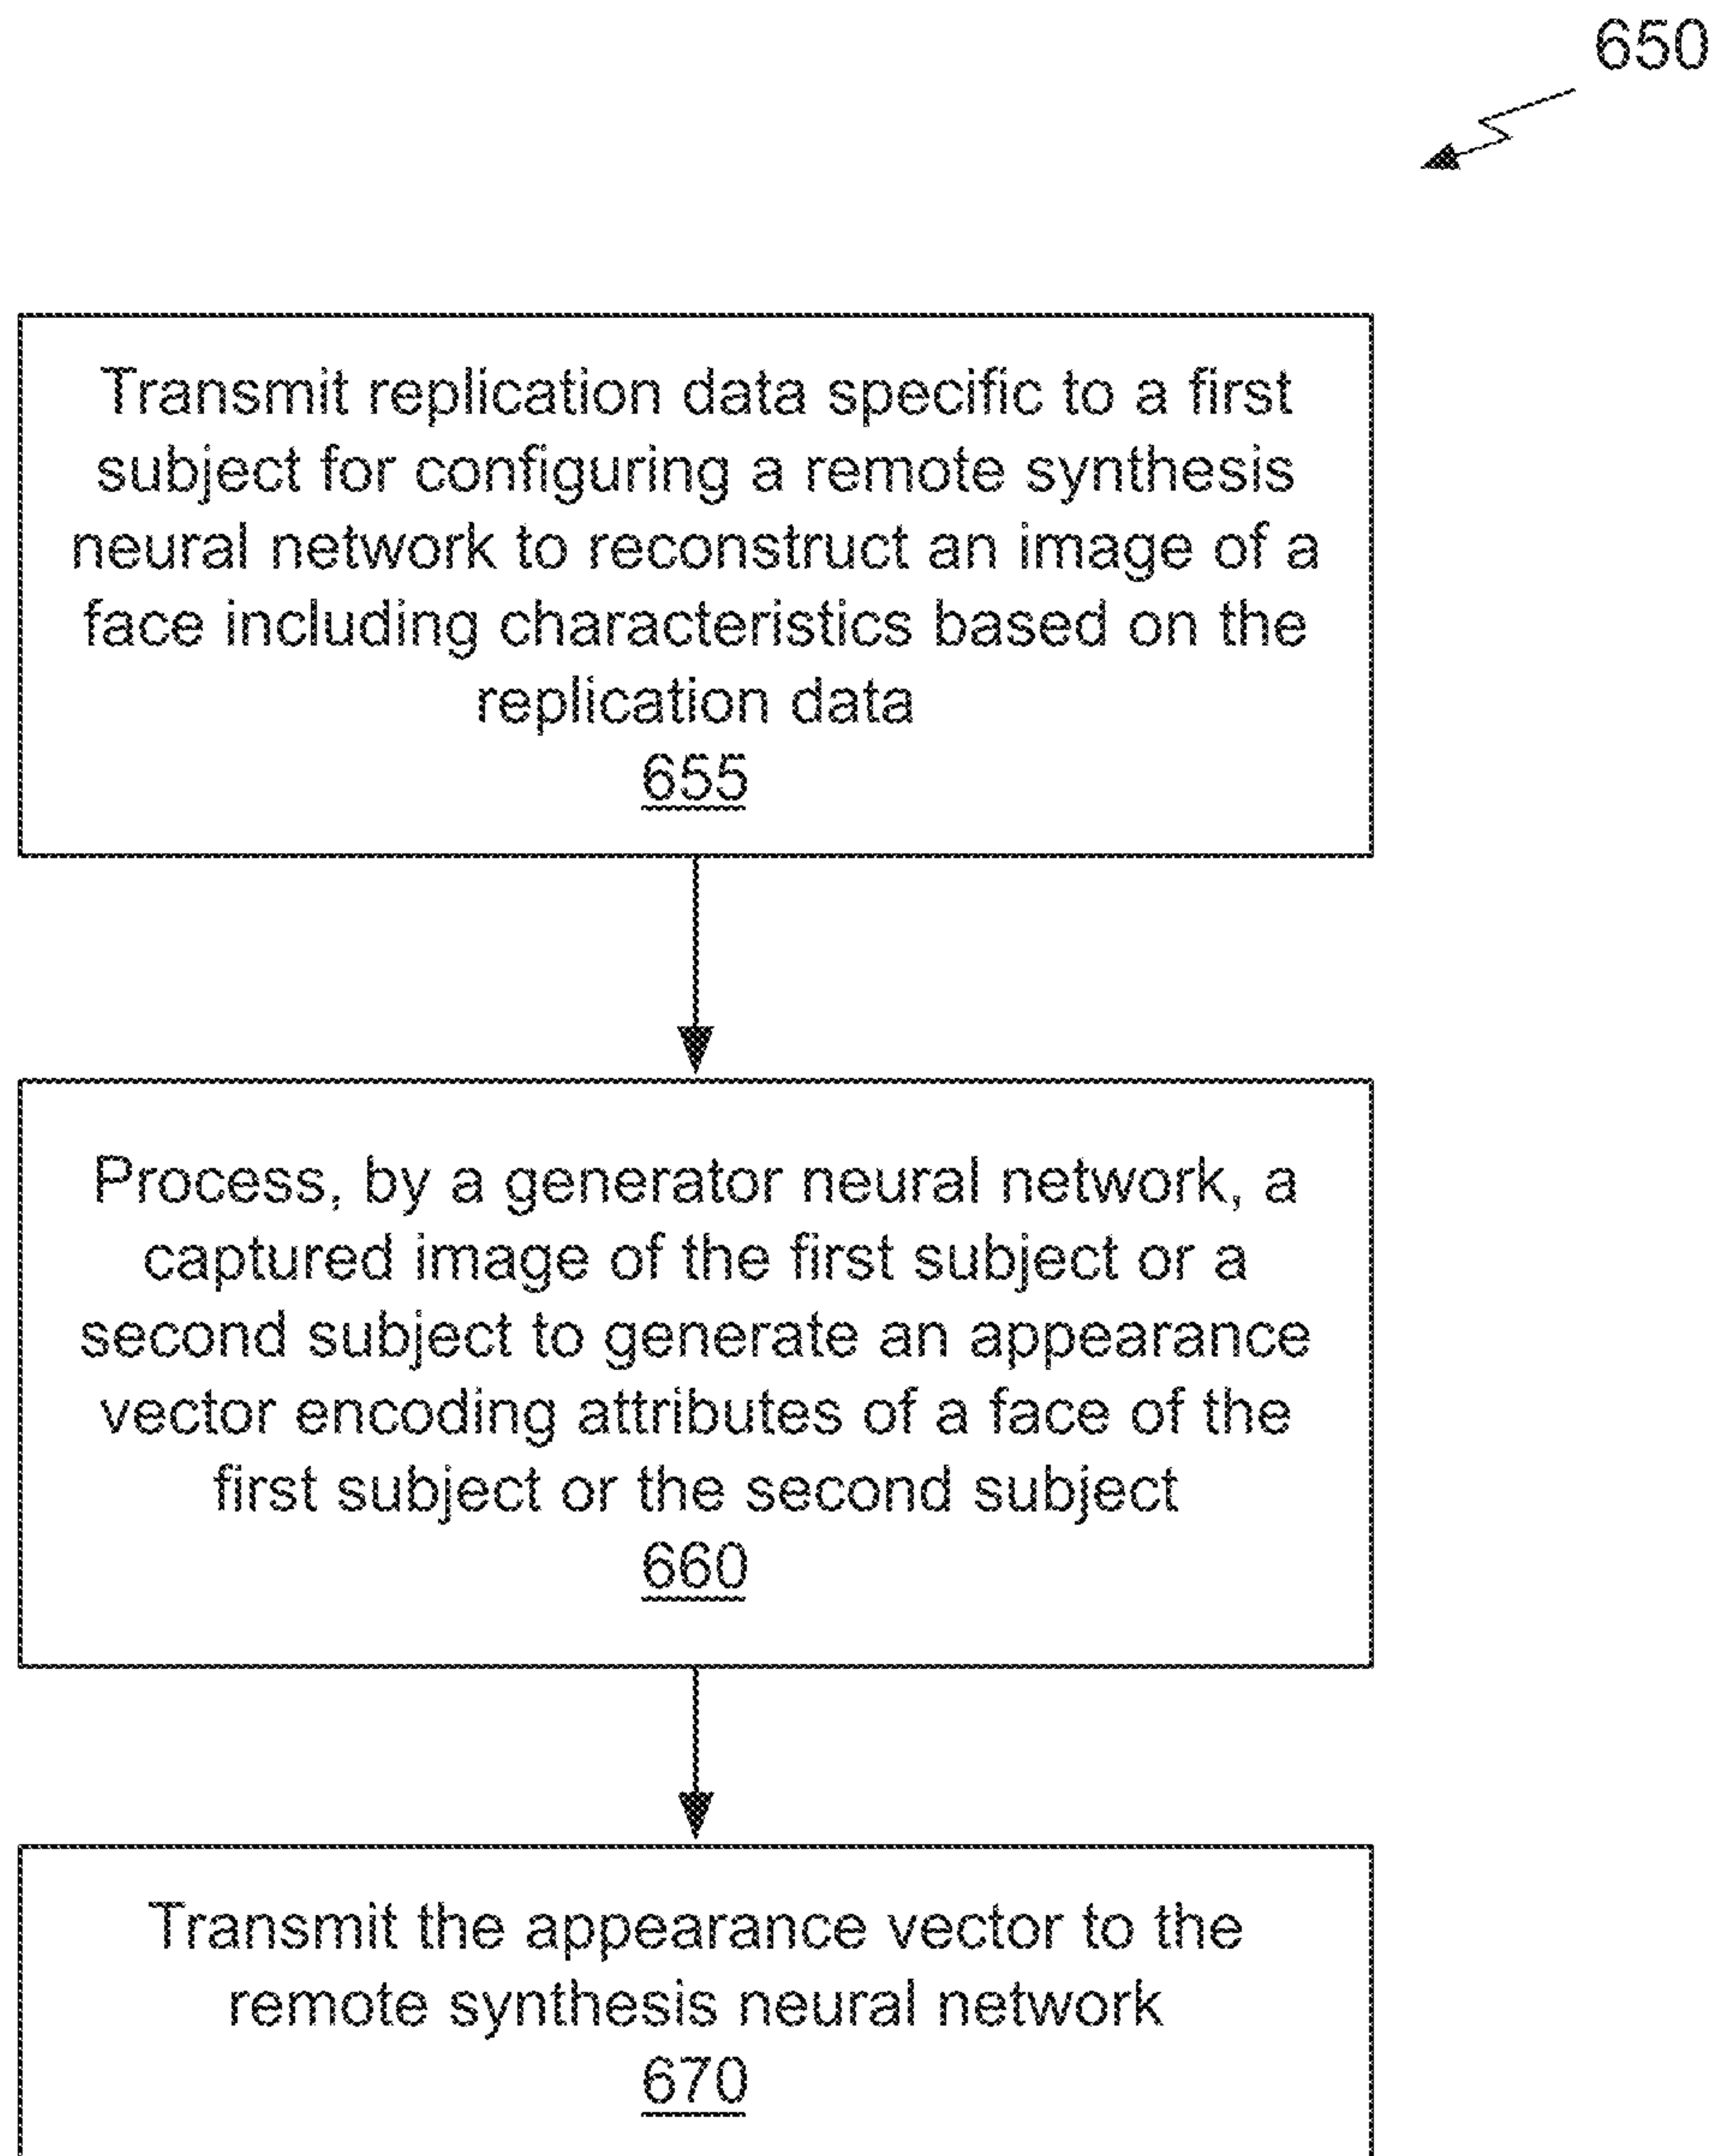 650
Transmit replication data specific to a first
subject for configuring a remote synthesis
neural network to reconstruct an image of a
face including characteristics based on the
replication data
655
Process, by a generator neural network, a
captured image of the first subject or a
second subject to generate an appearance
vector encoding attributes of a face of the
first subject or the second subject
660
Transmit the appearance vector to the
remote synthesis neural network
670